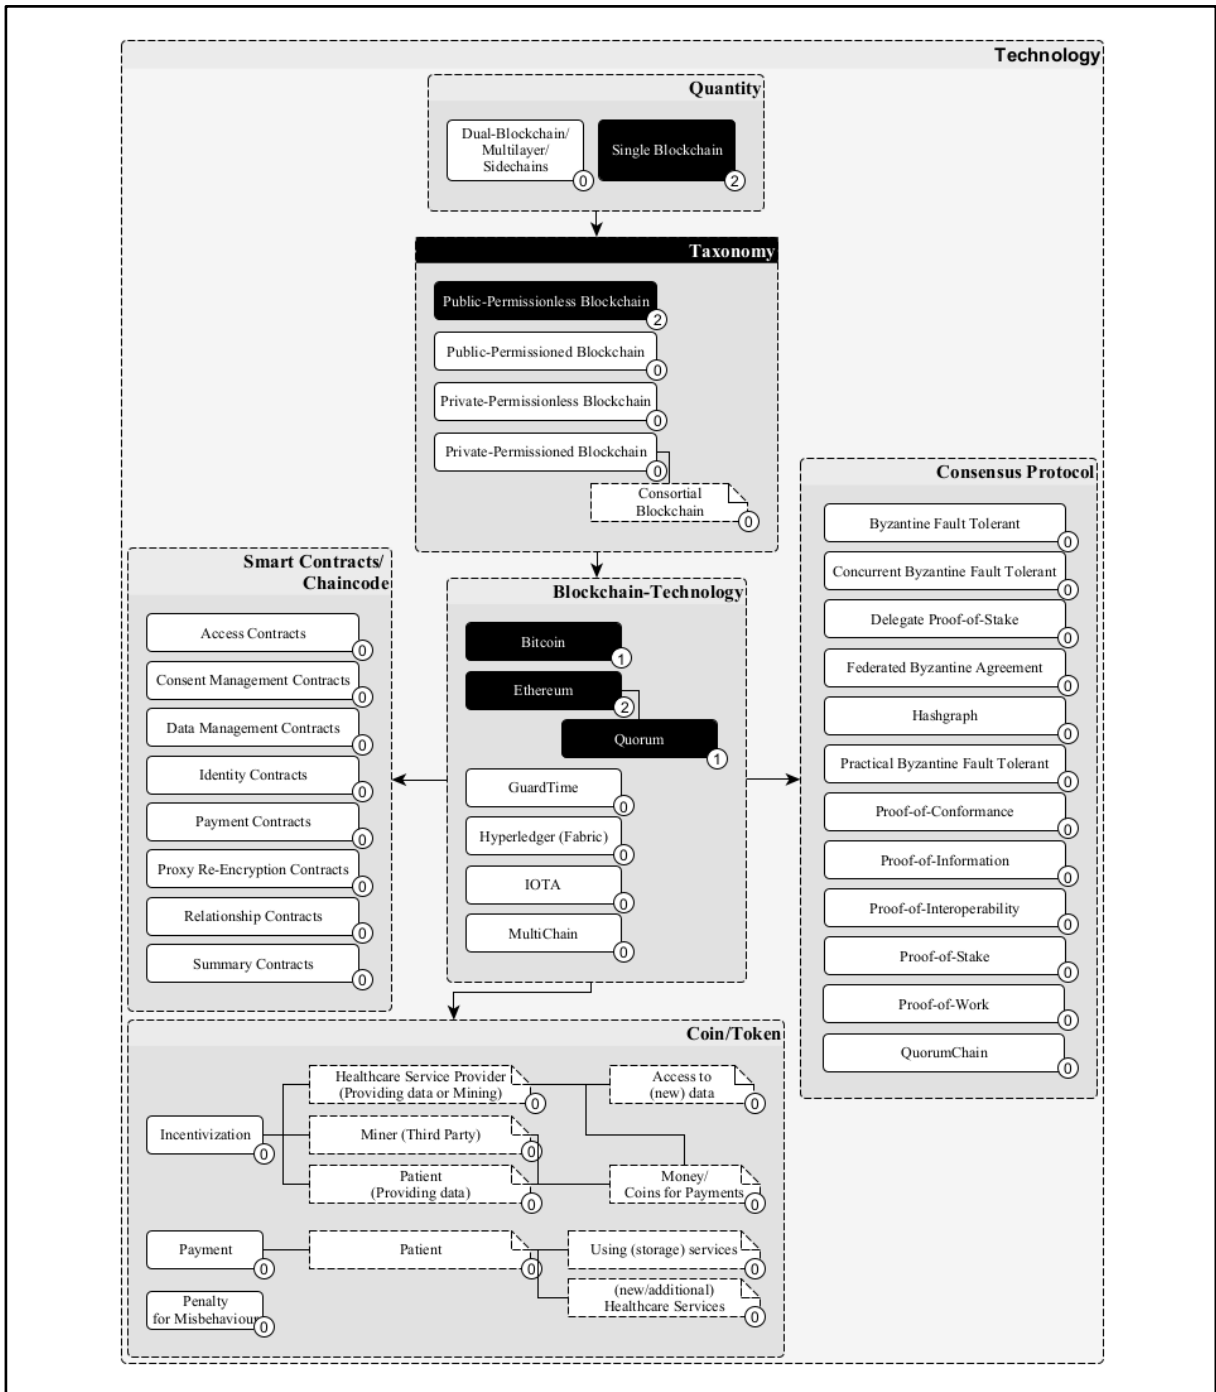 Technology
Quantity
Dual-Blockchain/
Multilayer/
Sidechains
0
Single Blockchain
2
Taxonomy
Public-Permissionless Blockchain
2
Public-Permissioned Blockchain
0
Private-Permissionless Blockchain
0
Private-Permissioned Blockchain
0
Consortial
Blockchain
0
Smart Contracts/
Chaincode
Access Contracts
0
Consent Management Contracts
0
Data Management Contracts
0
Identity Contracts
0
Payment Contracts
0
Proxy Re-Encryption Contracts
0
Relationship Contracts
0
Summary Contracts
0
Blockchain-Technology
Bitcoin
1
Ethereum
2
Quorum
1
GuardTime
0
Hyperledger (Fabric)
0
IOTA
0
MultiChain
0
Consensus Protocol
Byzantine Fault Tolerant
0
Concurrent Byzantine Fault Tolerant
0
Delegate Proof-of-Stake
0
Federated Byzantine Agreement
0
Hashgraph
0
Practical Byzantine Fault Tolerant
0
Proof-of-Conformance
0
Proof-of-Information
0
Proof-of-Interoperability
0
Proof-of-Stake
0
Proof-of-Work
0
QuorumChain
0
Coin/Token
Incentivization
0
Healthcare Service Provider
(Providing data or Mining)
0
Access to
(new) data
0
Miner (Third Party)
0
Patient
(Providing data)
0
Money/
Coins for Payments
0
Payment
0
Patient
0
Using (storage) services
0
(new/additional)
Healthcare Services
0
Penalty
for Misbehaviour
0